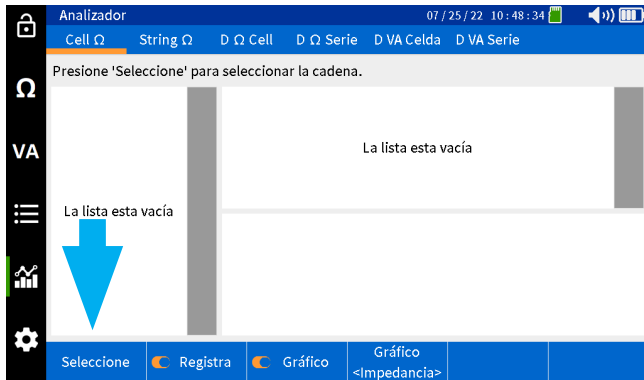 Analizador
07/25/22 10:48:34
Cell Ω String Ω D Ω Cell D Ω Serie D VA Celda D VA Serie
Presione 'Seleccione' para seleccionar la cadena.
Ω
VA
La lista esta vacía
La lista esta vacía
Seleccione
Registra
Gráfico
Gráfico
<Impedancia>